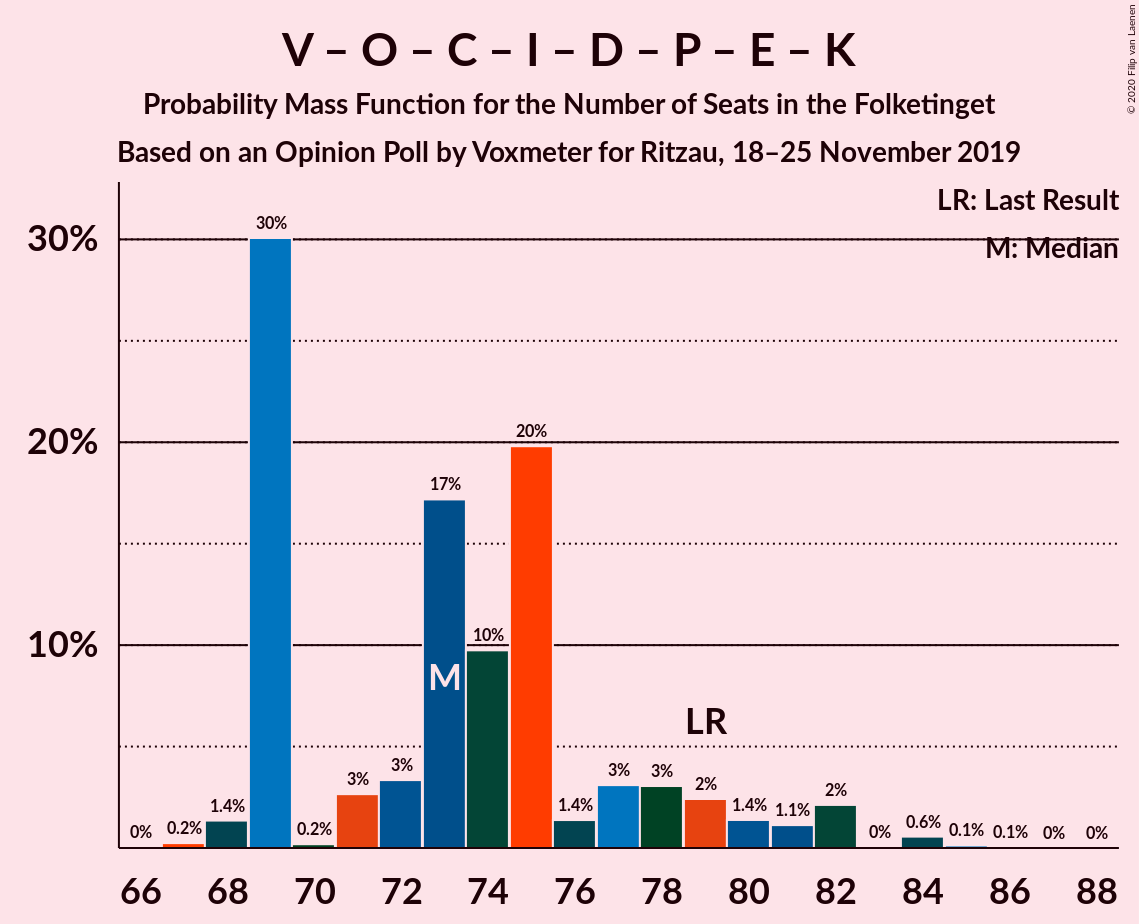 V – O – C – I – D – P – E – K
Probability Mass Function for the Number of Seats in the Folketinget
Based on an Opinion Poll by Voxmeter for Ritzau, 18–25 November 2019
© 2020 Filip van Laenen
LR: Last Result
M: Median
30%
20%
10%
0%
0.2%
1.4%
30%
0.2%
3%
3%
17%
10%
20%
1.4%
3%
3%
2%
1.4%
1.1%
2%
0%
0.6%
0.1%
0.1%
0%
0%
M
LR
66 68 70 72 74 76 78 80 82 84 86 88